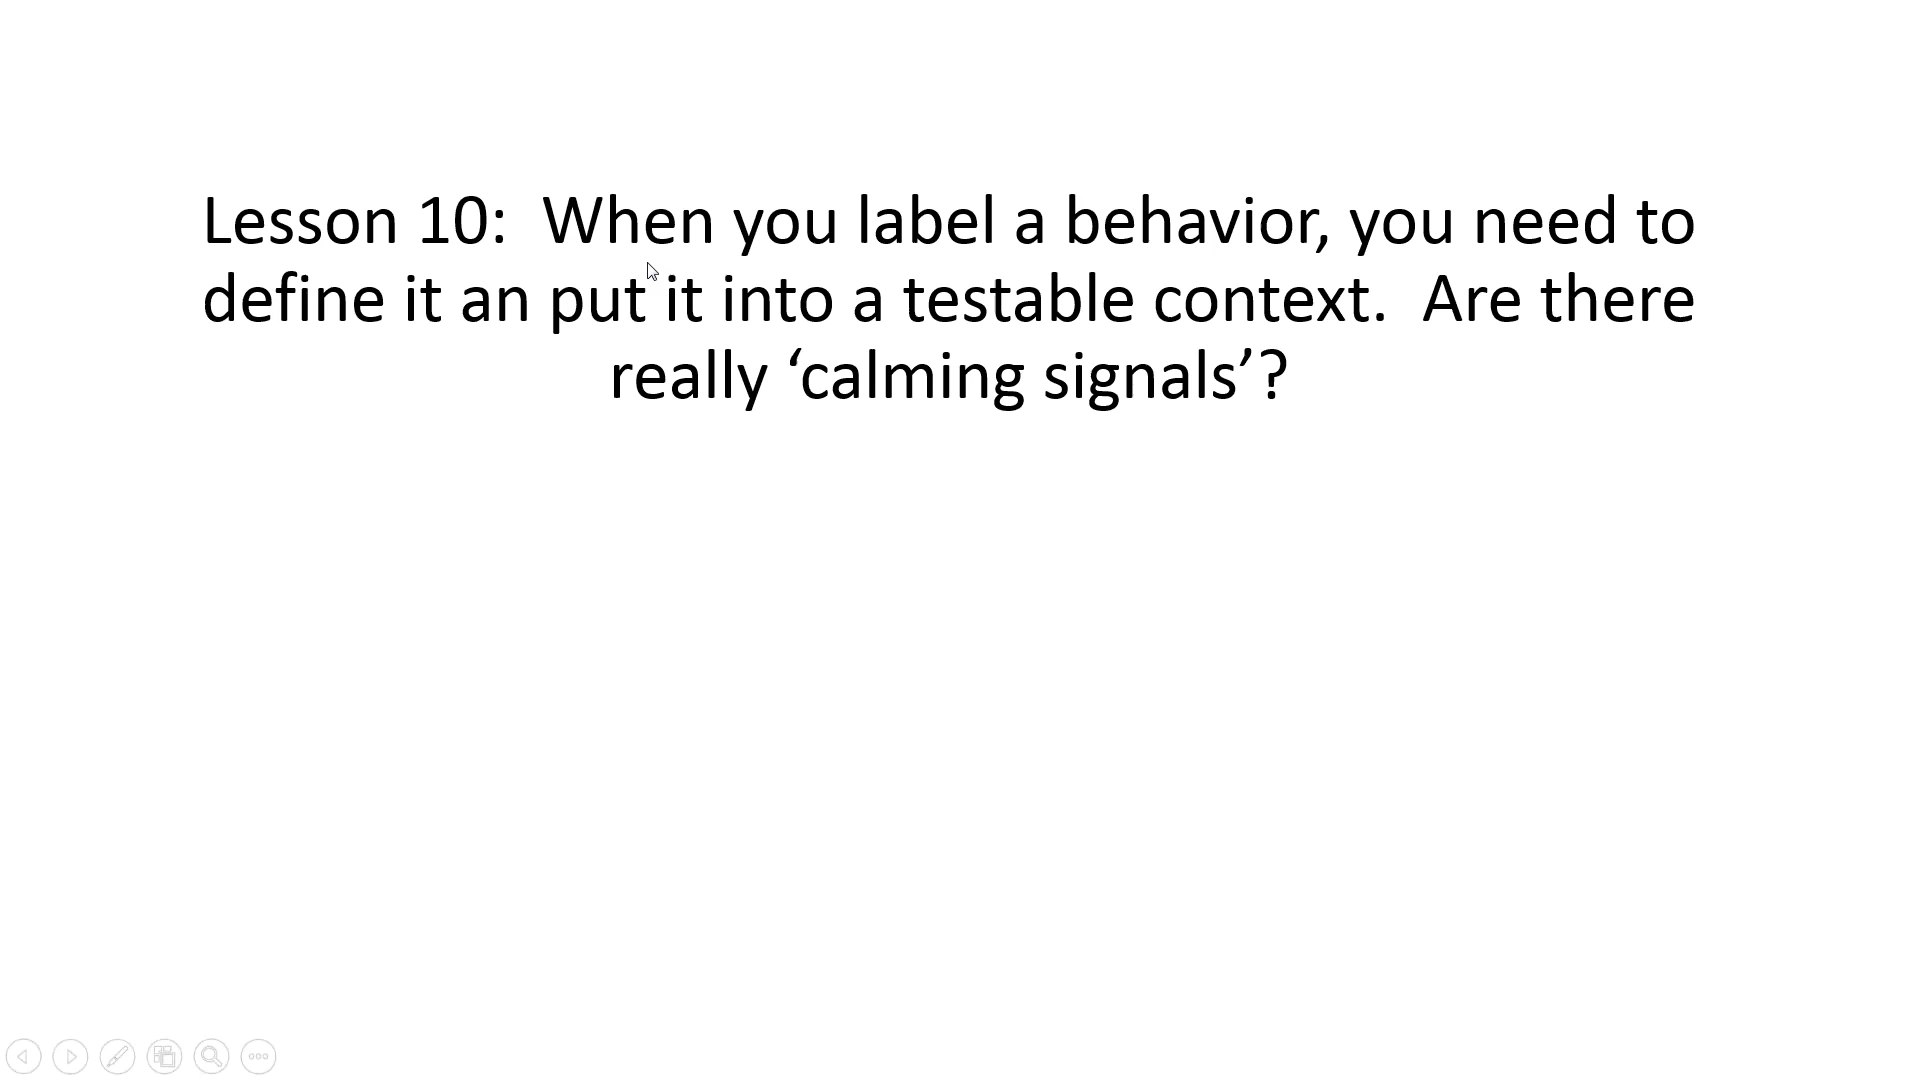 Lesson 10:  When you label a behavior, you need to
define it an put it into a testable context.  Are there
really ‘calming signals’?